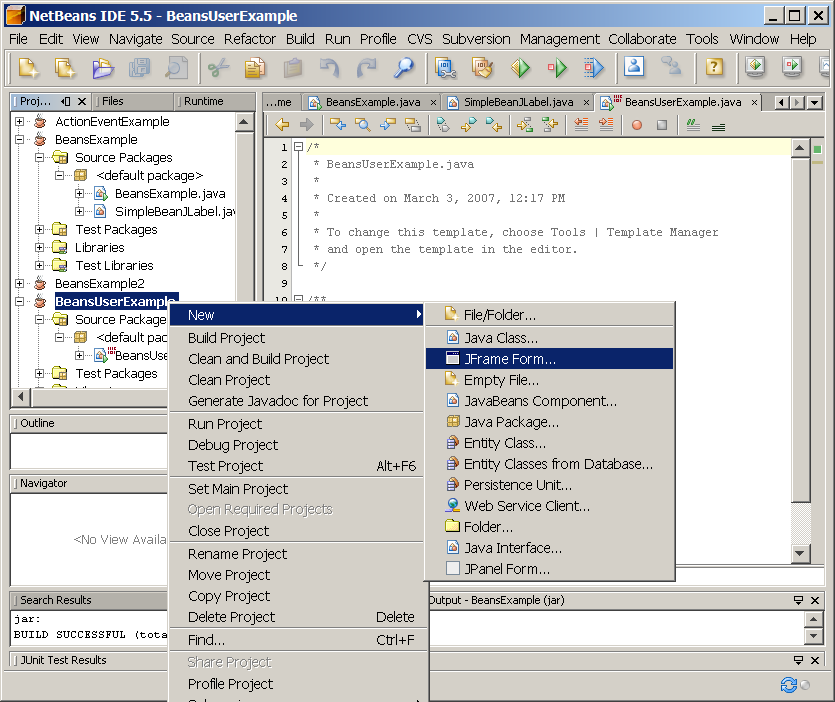 NetBeans IDE 5.5 - BeansUserExample
File Edit View Navigate Source Refactor Build Run Profile CVS Subversion Management Collaborate Tools Window Help
Proj... Files Runtime
ActionEventExample
BeansExample
Source Packages
<default package>
BeansExample.java
SimpleBeanJLabel.jav
Test Packages
Libraries
Test Libraries
BeansExample2
BeansUserExample
Source Package
<default pac
BeansUse
Test Packages
...me BeansExample.java SimpleBeanJLabel.java BeansUserExample.java
1 /*
2 * BeansUserExample.java
3 *
4 * Created on March 3, 2007, 12:17 PM
5 *
6 * To change this template, choose Tools | Template Manager
7 * and open the template in the editor.
8 */
9
10 /**
New
Build Project
Clean and Build Project
Clean Project
Generate Javadoc for Project
Run Project
Debug Project
Test Project Alt+F6
Set Main Project
Open Required Projects
Close Project
Rename Project
Move Project
Copy Project
Delete Project Delete
Find... Ctrl+F
Share Project
Profile Project
File/Folder...
Java Class...
JFrame Form...
Empty File...
JavaBeans Component...
Java Package...
Entity Class...
Entity Classes from Database...
Persistence Unit...
Web Service Client...
Folder...
Java Interface...
JPanel Form...
Outline
Navigator
<No View Availa
Search Results
jar:
BUILD SUCCESSFUL (tota
Output - BeansExample (jar)
JUnit Test Results